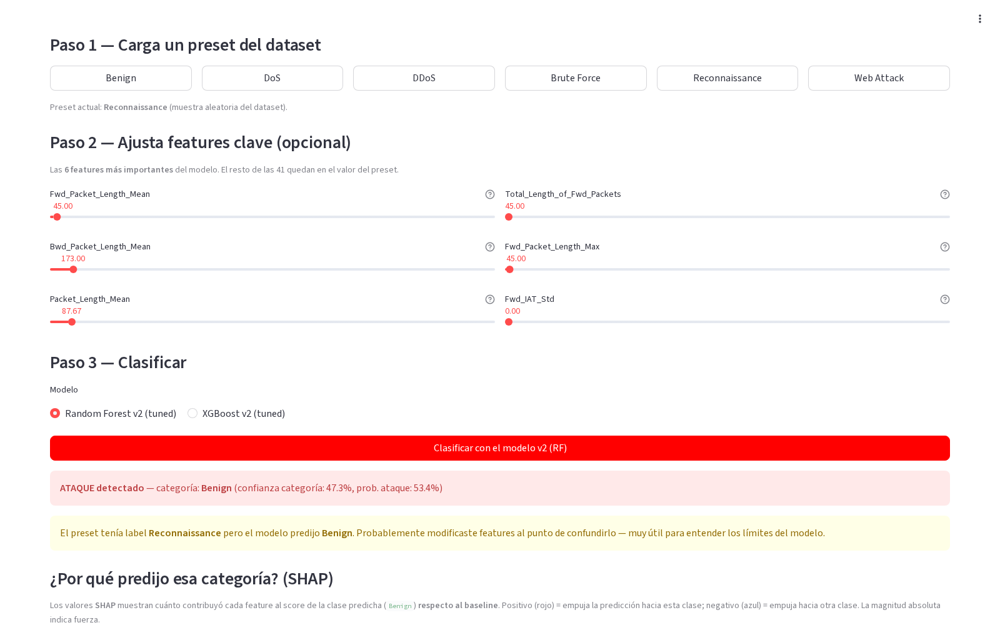 Paso 1 — Carga un preset del dataset
Benign
DoS
DDoS
Brute Force
Reconnaissance
Web Attack
Preset actual: Reconnaissance (muestra aleatoria del dataset).
Paso 2 — Ajusta features clave (opcional)
Las 6 features más importantes del modelo. El resto de las 41 quedan en el valor del preset.
Fwd_Packet_Length_Mean
45.00
Total_Length_of_Fwd_Packets
45.00
Bwd_Packet_Length_Mean
173.00
Fwd_Packet_Length_Max
45.00
Packet_Length_Mean
87.67
Fwd_IAT_Std
0.00
Paso 3 — Clasificar
Modelo
Random Forest v2 (tuned)
XGBoost v2 (tuned)
Clasificar con el modelo v2 (RF)
ATAQUE detectado — categoría: Benign (confianza categoría: 47.3%, prob. ataque: 53.4%)
El preset tenía label Reconnaissance pero el modelo predijo Benign. Probablemente modificaste features al punto de confundirlo — muy útil para entender los límites del modelo.
¿Por qué predijo esa categoría? (SHAP)
Los valores SHAP muestran cuánto contribuyó cada feature al score de la clase predicha ( Benign ) respecto al baseline. Positivo (rojo) = empuja la predicción hacia esta clase; negativo (azul) = empuja hacia otra clase. La magnitud absoluta
indica fuerza.